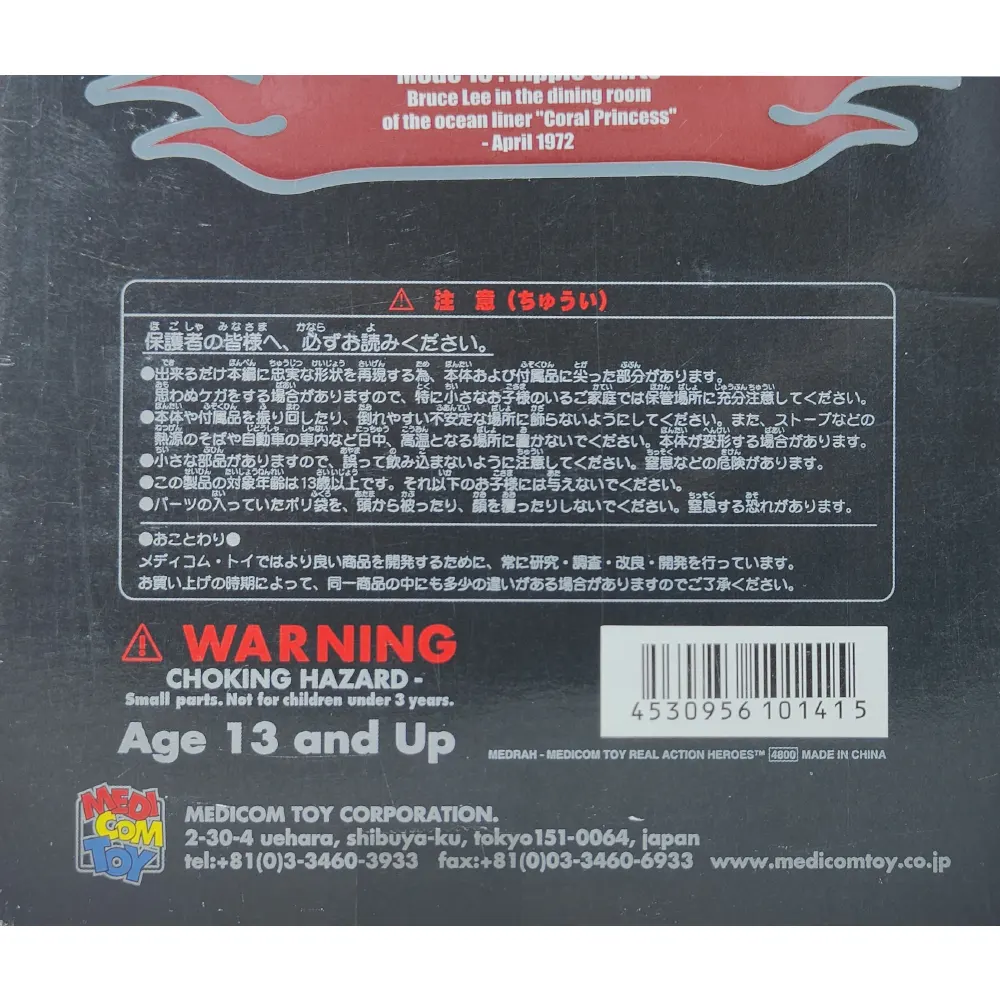 Bruce Lee in the dining room
of the ocean liner "Coral Princess"
- April 1972
注 意 (ちゅうい)
保護者の皆様へ、必ずお読みください。
●出来るだけ本編に忠実な形状を再現する為、本体および付属品に尖った部分があります。
思わぬケガをする場合がありますので、特に小さなお子様のいるご家庭では保管場所に充分注意してください。
●本体や付属品を振り回したり、倒れやすい不安定な場所に飾らないようにしてください。また、ストーブなどの
熱源のそばや自動車の車内など日中、高温となる場所に置かないでください。本体が変形する場合があります。
●小さな部品がありますので、誤って飲み込まないように注意してください。窒息などの危険があります。
●この製品の対象年齢は13歳以上です。それ以下のお子様には与えないでください。
●パーツの入っていたポリ袋を、頭から被ったり、顔を覆ったりしないでください。窒息する恐れがあります。
●おことわり●
メディコム・トイではより良い商品を開発するために、常に研究・調査・改良・開発を行っています。
お買い上げの時期によって、同一商品の中にも多少の違いがある場合がありますのでご了承ください。
WARNING
CHOKING HAZARD -
Small parts. Not for children under 3 years.
Age 13 and Up
4530956101415
MEDRAH - MEDICOM TOY REAL ACTION HEROES™ 4800 MADE IN CHINA
MEDI
COM
TOY
MEDICOM TOY CORPORATION.
2-30-4 uehara, shibuya-ku, tokyo151-0064, japan
tel:+81(0)3-3460-3933 fax:+81(0)03-3460-6933 www.medicomtoy.co.jp